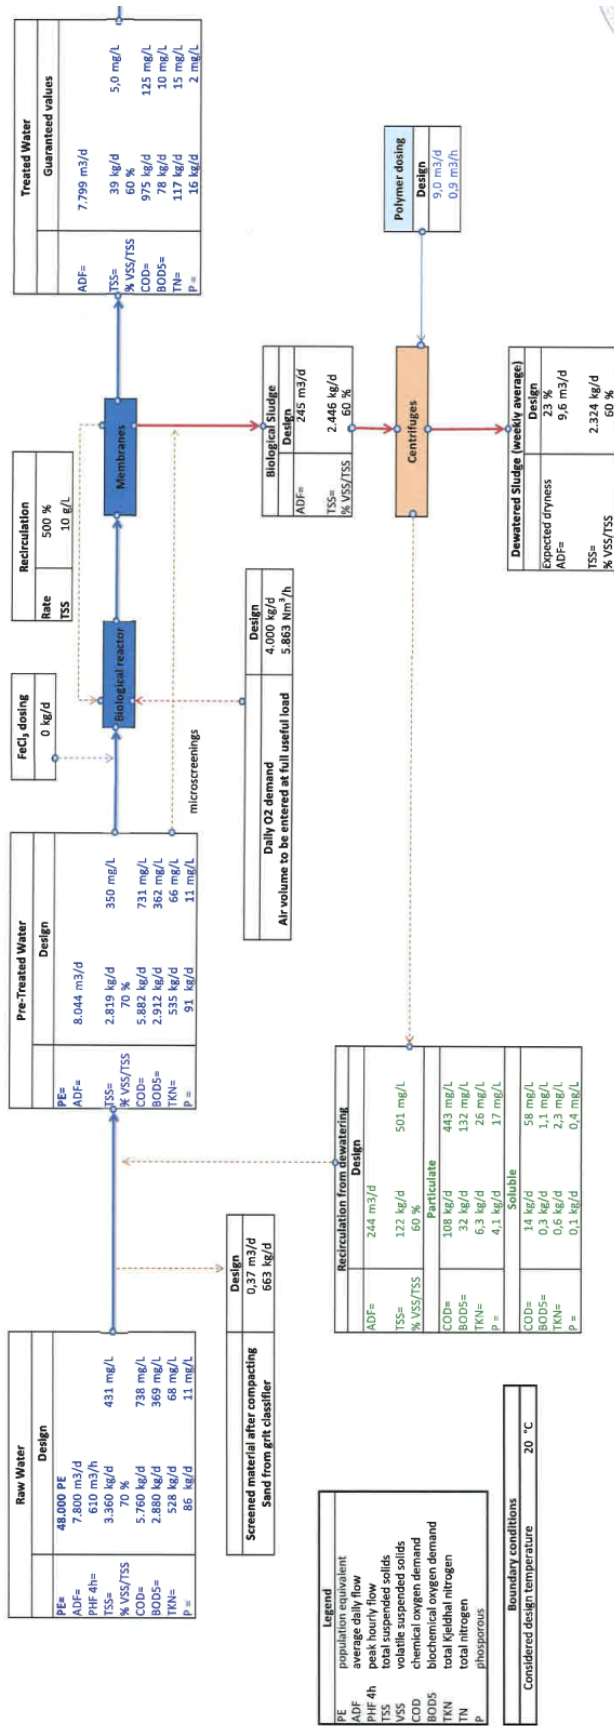 Raw Water
Design
PE= 48.000 PE
ADF= 7.800 m3/d
PHF 4h= 610 m3/h
TSS= 3.360 kg/d 431 mg/L
% VSS/TSS 70 %
COD= 5.760 kg/d 738 mg/L
BOD5= 2.880 kg/d 369 mg/L
TKN= 528 kg/d 68 mg/L
P = 86 kg/d 11 mg/L
Pre-Treated Water
Design
PE=
ADF= 8.044 m3/d
TSS= 2.819 kg/d 350 mg/L
% VSS/TSS 70 %
COD= 5.882 kg/d 731 mg/L
BOD5= 2.912 kg/d 362 mg/L
TKN= 535 kg/d 66 mg/L
P = 91 kg/d 11 mg/L
FeCl3 dosing
0 kg/d
Recirculation
Rate 500 %
TSS 10 g/L
Biological reactor
Membranes
microscreenings
Treated Water
Guaranteed values
ADF= 7.799 m3/d
TSS= 39 kg/d 5,0 mg/L
% VSS/TSS 60 %
COD= 975 kg/d 125 mg/L
BOD5= 78 kg/d 10 mg/L
TN= 117 kg/d 15 mg/L
P = 16 kg/d 2 mg/L
Design
Screened material after compacting 0,37 m3/d
Sand from grit classifier 663 kg/d
Design
Daily O2 demand 4.000 kg/d
Air volume to be entered at full useful load 5.863 Nm3/h
Biological Sludge
Design
ADF= 245 m3/d
TSS= 2.446 kg/d
% VSS/TSS 60 %
Polymer dosing
Design
9,0 m3/d
0,9 m3/h
Centrifuges
Recirculation from dewatering
Design
ADF= 244 m3/d
TSS= 122 kg/d 501 mg/L
% VSS/TSS 60 %
Particulate
COD= 108 kg/d 443 mg/L
BOD5= 32 kg/d 132 mg/L
TKN= 6,3 kg/d 26 mg/L
P = 4,1 kg/d 17 mg/L
Soluble
COD= 14 kg/d 58 mg/L
BOD5= 0,3 kg/d 1,1 mg/L
TKN= 0,6 kg/d 2,3 mg/L
P = 0,1 kg/d 0,4 mg/L
Dewatered Sludge (weekly average)
Design
Expected dryness 23 %
ADF= 9,6 m3/d
TSS= 2.324 kg/d
% VSS/TSS 60 %
Legend
PE population equivalent
ADF average daily flow
PHF 4h peak hourly flow
TSS total suspended solids
VSS volatile suspended solids
COD chemical oxygen demand
BOD5 biochemical oxygen demand
TKN total Kjeldhal nitrogen
TN total nitrogen
P phosporous
Boundary conditions
Considered design temperature 20 °C